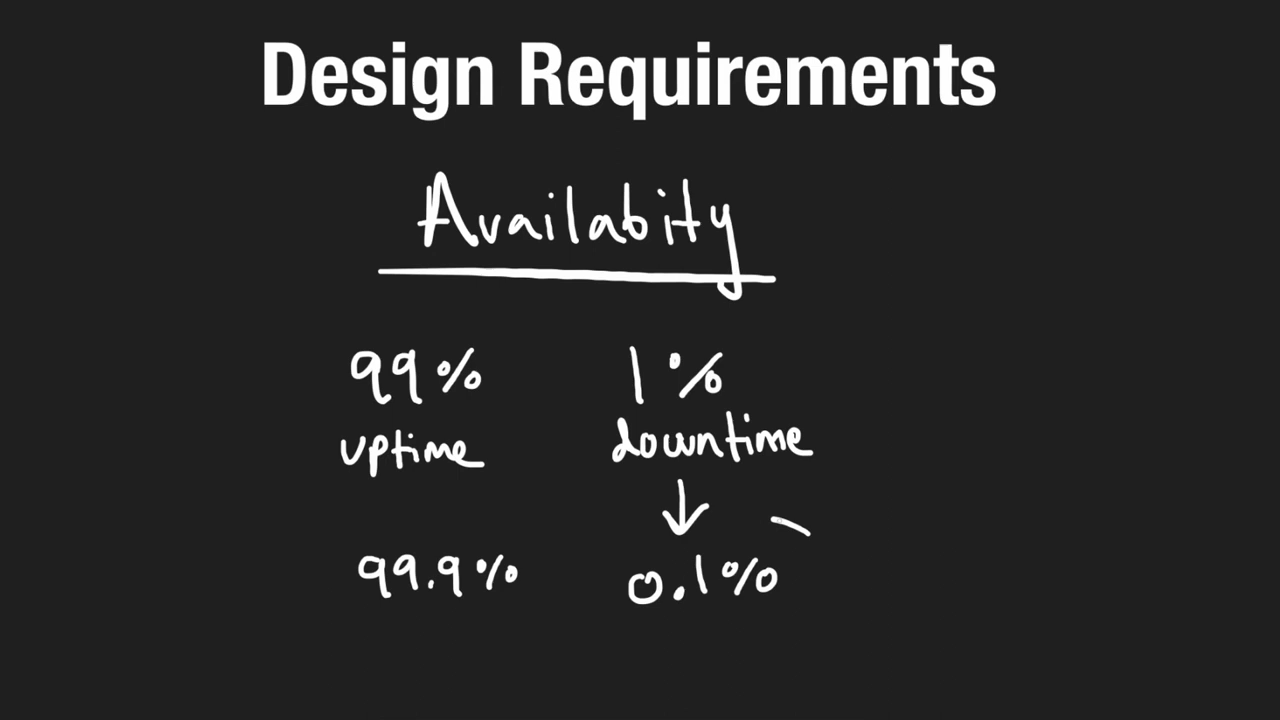 Design Requirements
Availabity
99% 1%
uptime downtime
99.9% 0.1%